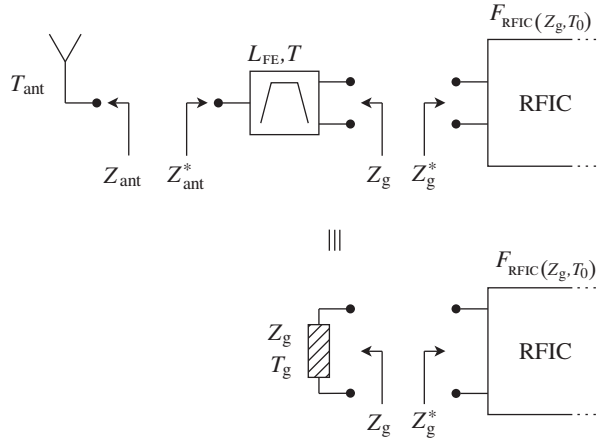 F_RFIC(Z_g,T_0)
L_FE, T
T_ant
RFIC
Z_ant
Z*_ant
Z_g
Z*_g
F_RFIC(Z_g,T_0)
Z_g
T_g
RFIC
Z_g
Z*_g